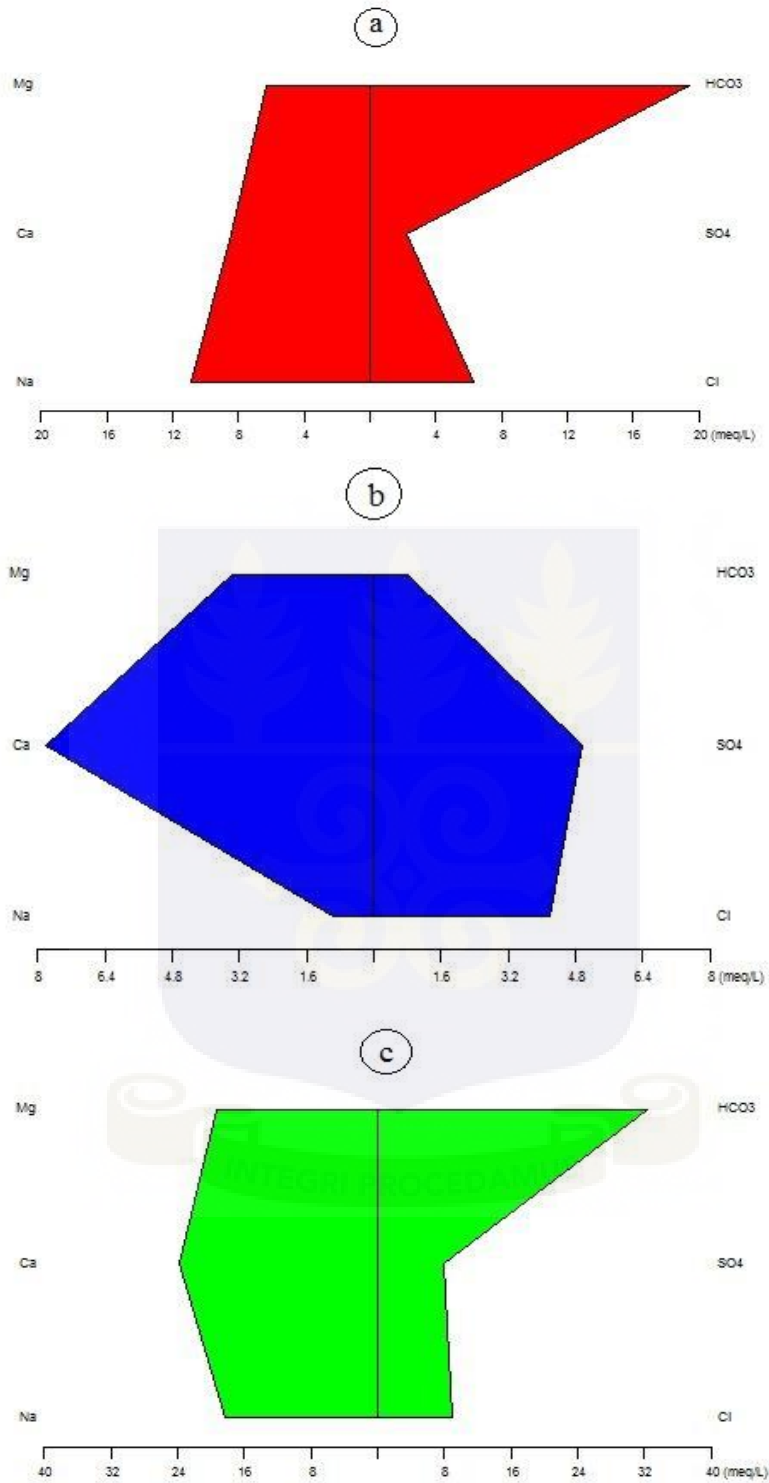 a
Mg HCO3
Ca SO4
Na Cl
20 16 12 8 4 4 8 12 16 20 (meq/L)
b
Mg HCO3
Ca SO4
Na Cl
8 6.4 4.8 3.2 1.6 1.6 3.2 4.8 6.4 8 (meq/L)
c
Mg HCO3
INTEGRI PROCEDAMUS
Ca SO4
Na Cl
40 32 24 16 8 8 16 24 32 40 (meq/L)